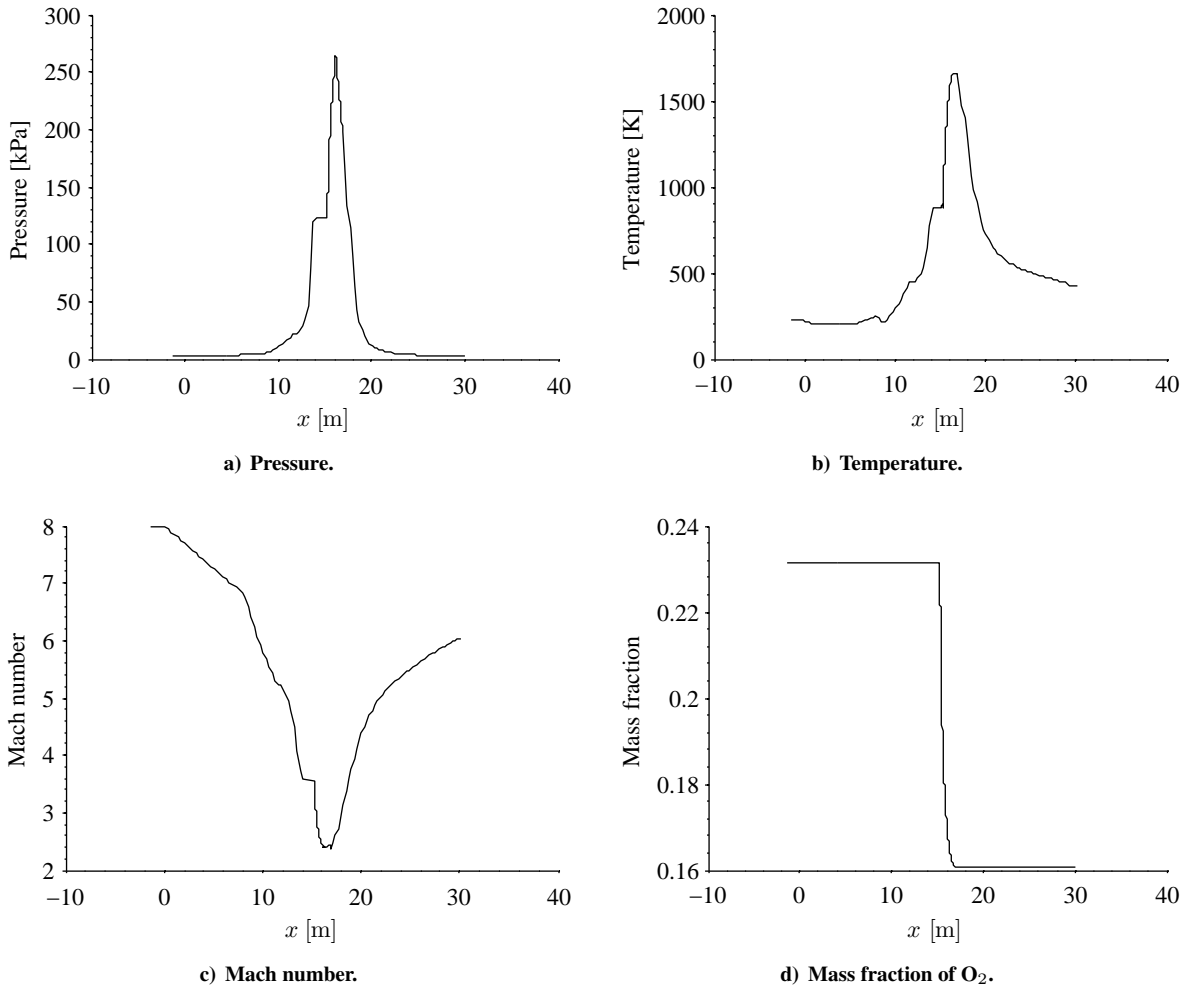 300
250
200
150
100
50
0
−10 0 10 20 30 40
Pressure [kPa]
x [m]
a) Pressure.
2000
1500
1000
500
0
−10 0 10 20 30 40
Temperature [K]
x [m]
b) Temperature.
8
7
6
5
4
3
2
−10 0 10 20 30 40
Mach number
x [m]
c) Mach number.
0.24
0.22
0.2
0.18
0.16
−10 0 10 20 30 40
Mass fraction
x [m]
d) Mass fraction of O₂.